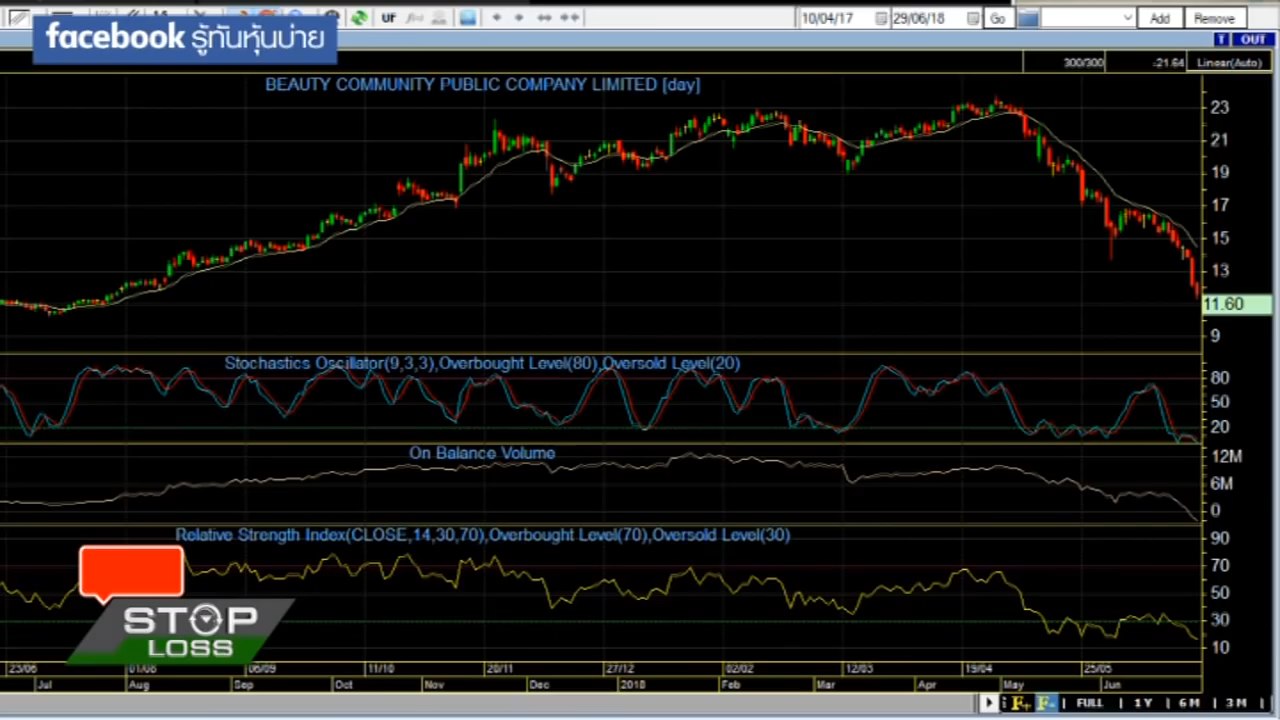 UF
10/04/17
29/06/18
Go
Add
Remove
facebook รู้ทันหุ้นบ่าย
T
OUT
300/300
:21.64
Linear(Auto)
BEAUTY COMMUNITY PUBLIC COMPANY LIMITED [day]
23
21
19
17
15
13
11.60
9
Stochastics Oscillator(9,3,3),Overbought Level(80),Oversold Level(20)
80
50
20
On Balance Volume
12M
6M
0
Relative Strength Index(CLOSE,14,30,70),Overbought Level(70),Oversold Level(30)
90
70
50
30
10
STOP
LOSS
23/06 01/08 06/09 11/10 20/11 27/12 02/02 12/03 19/04 25/05
Jul Aug Sep Oct Nov Dec 2018 Feb Mar Apr May Jun
F+ F- | FULL | 1Y | 6M | 3M |